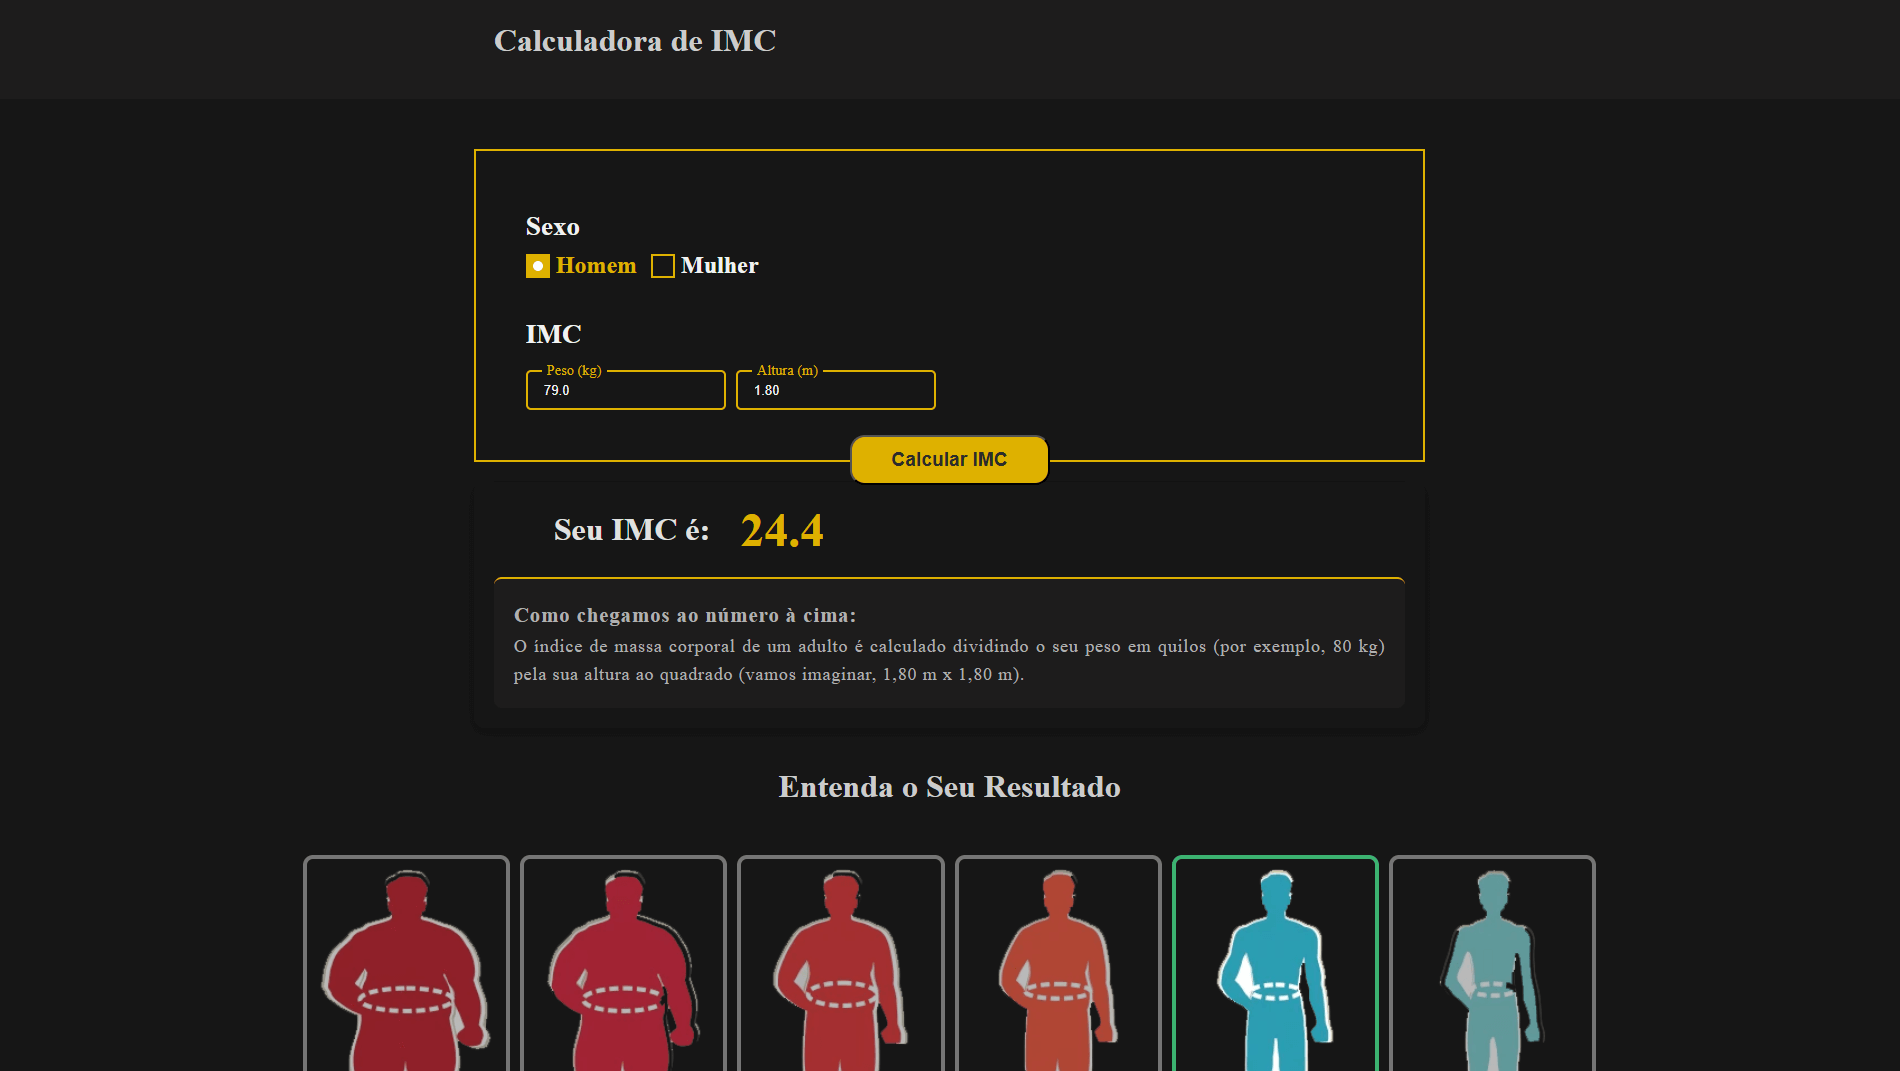 Calculadora de IMC
Sexo
Homem Mulher
IMC
Peso (kg) Altura (m)
79.0 1.80
Calcular IMC
Seu IMC é: 24.4
Como chegamos ao número à cima:
O índice de massa corporal de um adulto é calculado dividindo o seu peso em quilos (por exemplo, 80 kg)
pela sua altura ao quadrado (vamos imaginar, 1,80 m x 1,80 m).
Entenda o Seu Resultado